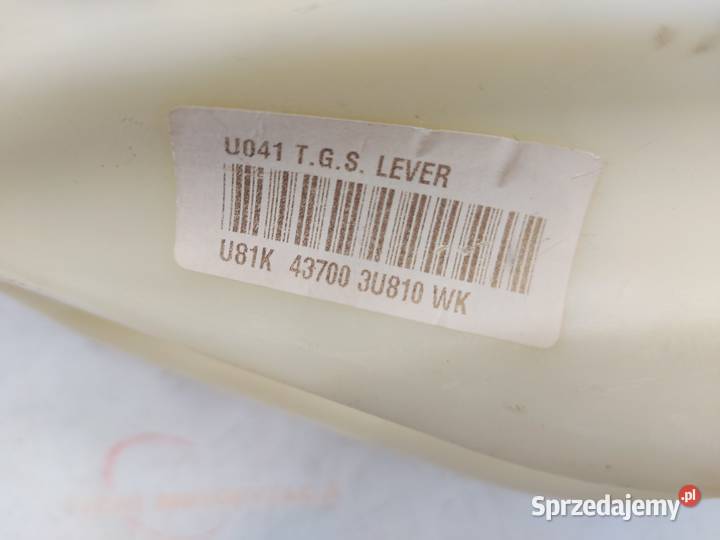 U041 T.G.S. LEVER
U81K 43700 3U810 WK
Sprzedajemy.pl